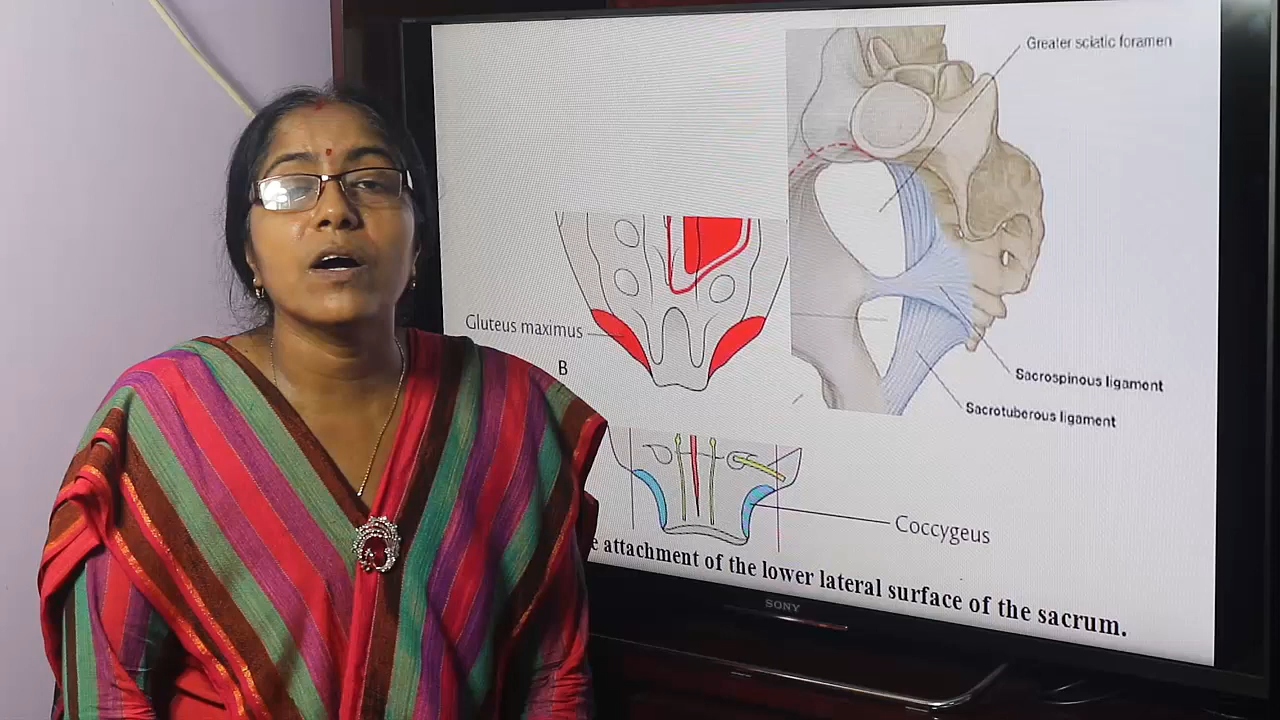 Greater sciatic foramen
Gluteus maximus
B
Sacrospinous ligament
Sacrotuberous ligament
Coccygeus
attachment of the lower lateral surface of the sacrum.
SONY